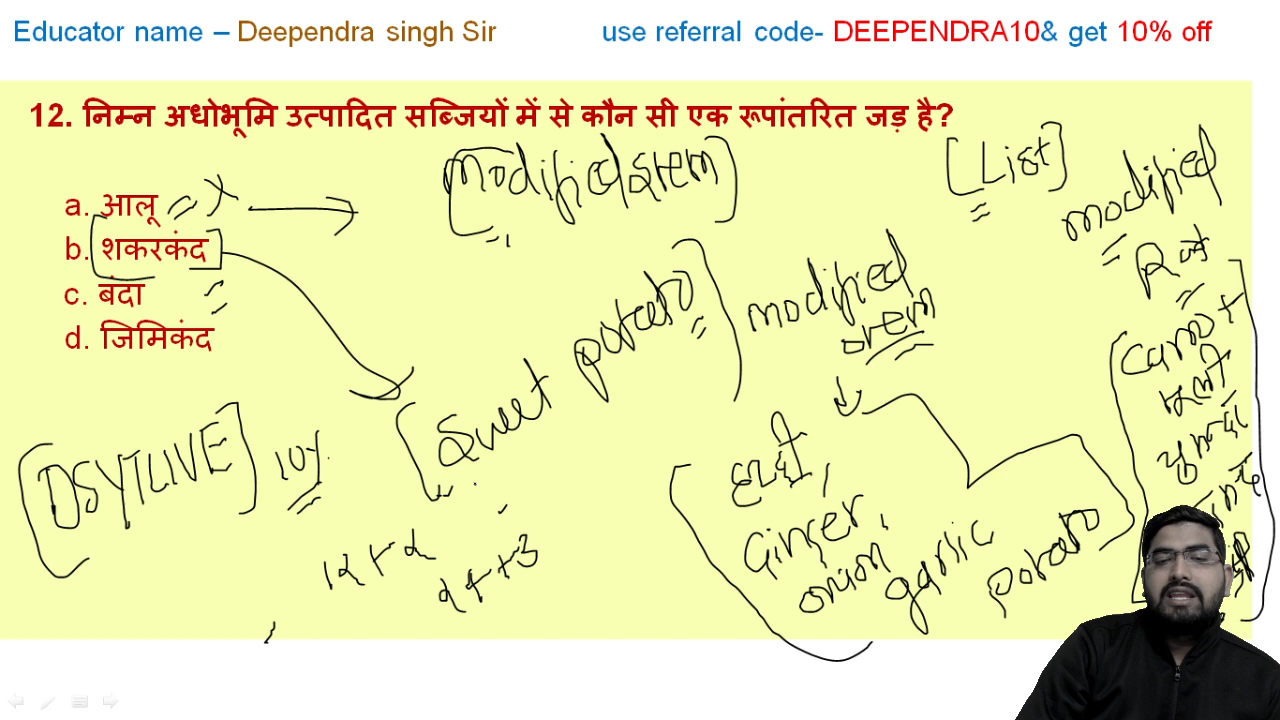 Educator name – Deependra singh Sir
use referral code- DEEPENDRA10& get 10% off
12. निम्न अधोभूमि उत्पादित सब्जियों में से कौन सी एक रूपांतरित जड़ है?
a. आलू
b. शकरकंद
c. बंदा
d. जिमिकंद
[modified stem]
[List]
modified
Root
Carrot
मूली
[Sweet potato]
modified
stem
हल्दी,
Ginger,
onion
garlic
potato
[DSYTLIVE] 10%